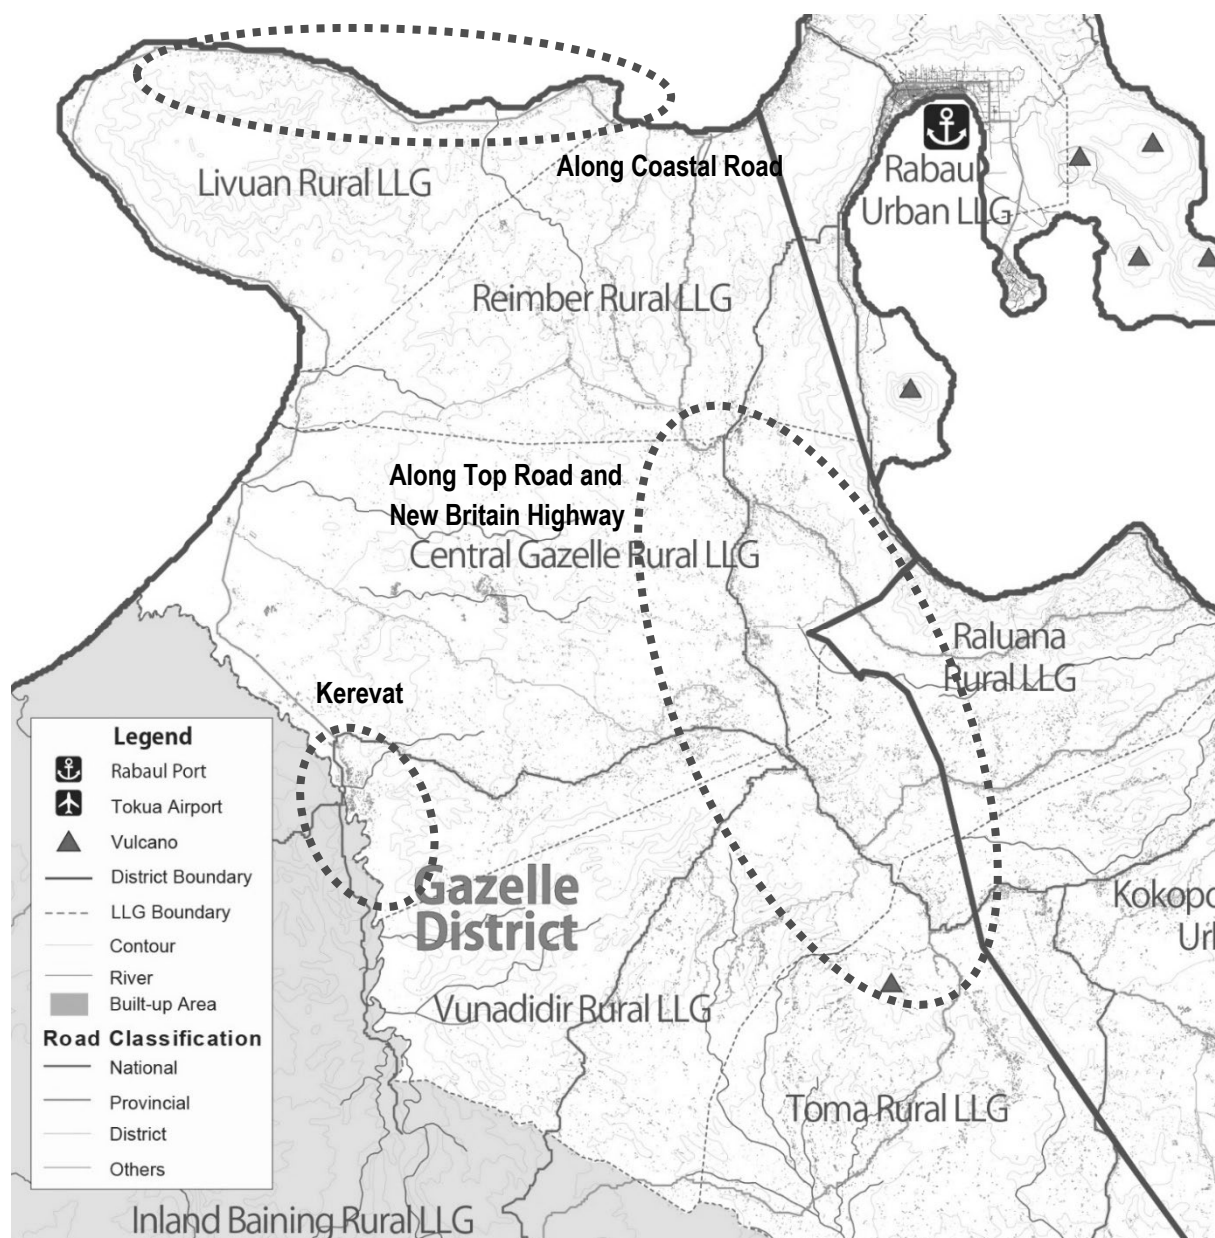 Along Coastal Road
Livuan Rural LLG
Rabaul
Urban LLG
Reimber Rural LLG
Along Top Road and
New Britain Highway
Central Gazelle Rural LLG
Raluana
Rural LLG
Kerevat
Gazelle
District
Kokopo
Vunadidir Rural LLG
Toma Rural LLG
Inland Baining Rural LLG
Legend
Rabaul Port
Tokua Airport
Vulcano
District Boundary
LLG Boundary
Contour
River
Built-up Area
Road Classification
National
Provincial
District
Others